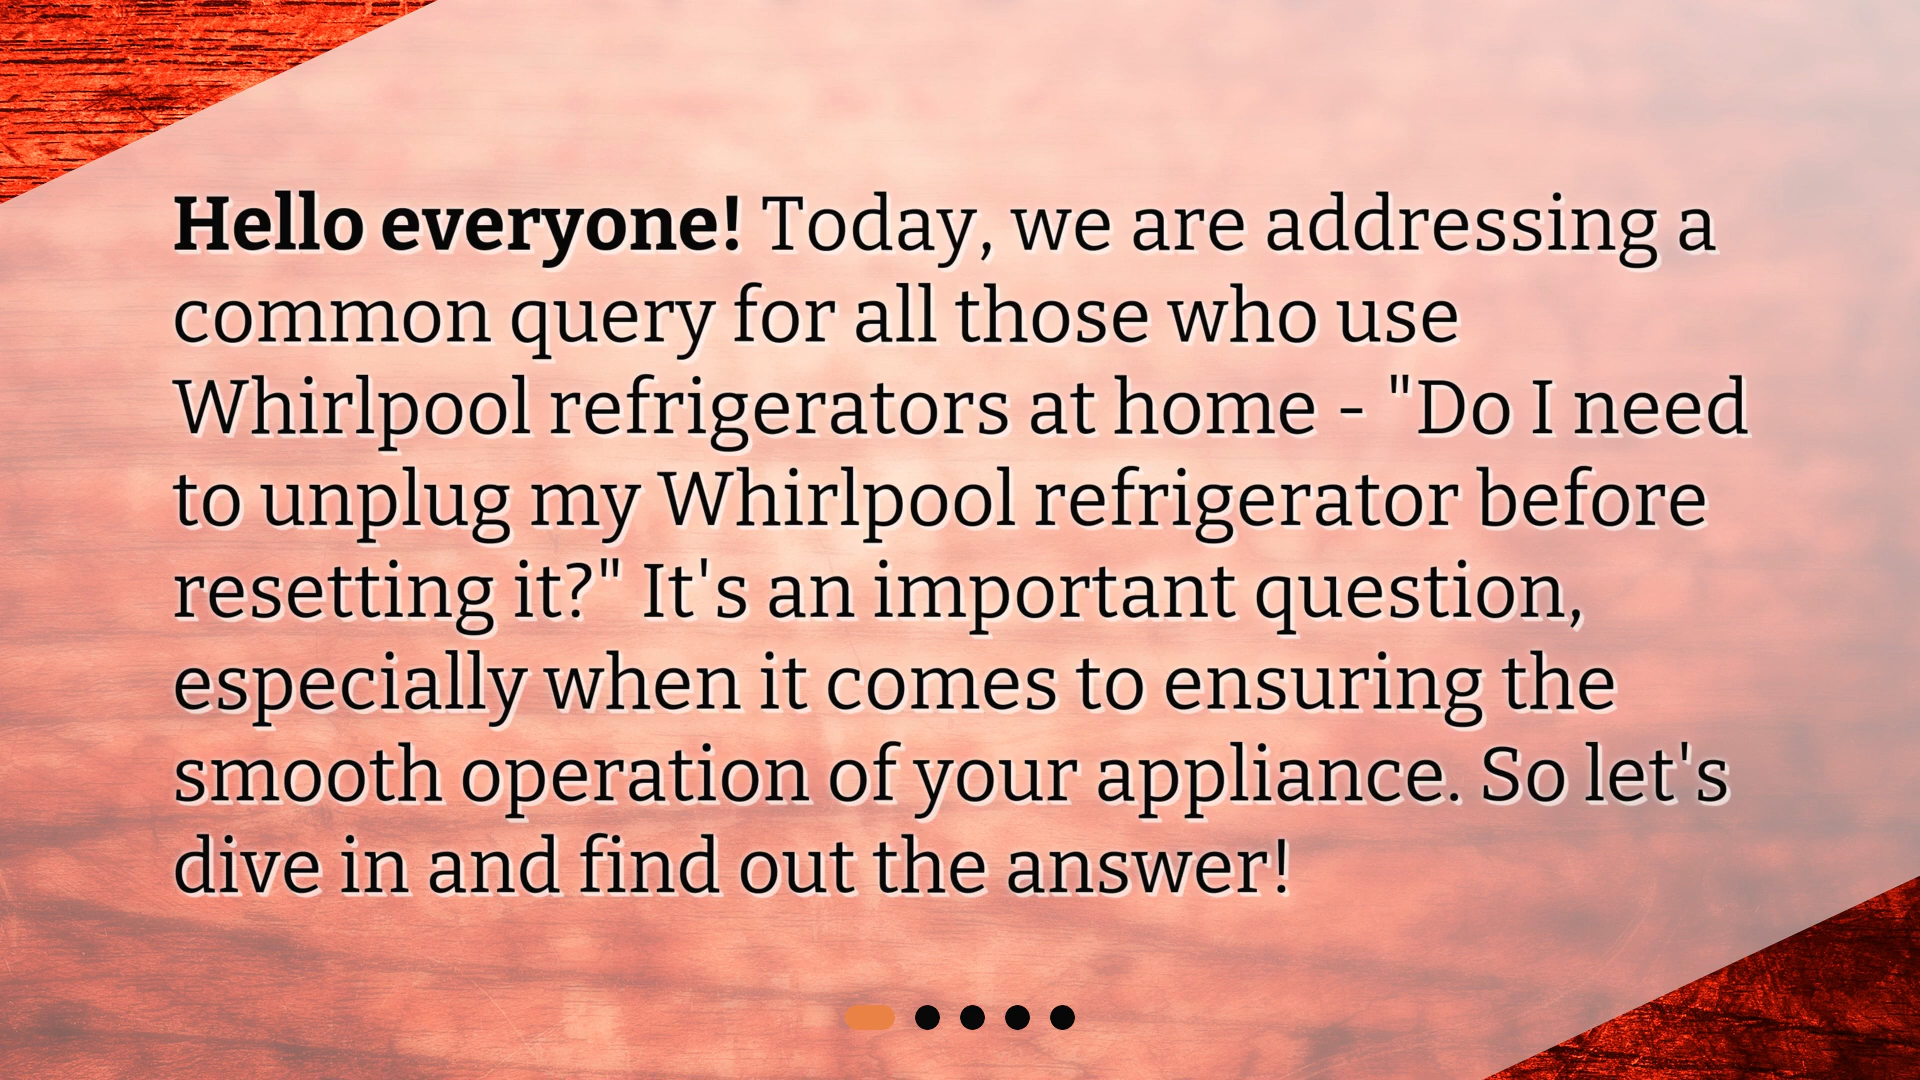 Hello everyone! Today, we are addressing a
common query for all those who use
Whirlpool refrigerators at home - "Do I need
to unplug my Whirlpool refrigerator before
resetting it?" It's an important question,
especially when it comes to ensuring the
smooth operation of your appliance. So let's
dive in and find out the answer!